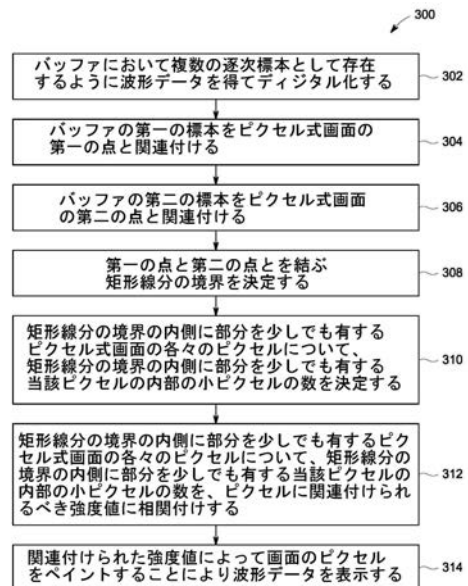 300
バッファにおいて複数の逐次標本として存在
するように波形データを得てディジタル化する
302
バッファの第一の標本をピクセル式画面の
第一の点と関連付ける
304
バッファの第二の標本をピクセル式画面
の第二の点と関連付ける
306
第一の点と第二の点とを結ぶ
矩形線分の境界を決定する
308
矩形線分の境界の内側に部分を少しでも有する
ピクセル式画面の各々のピクセルについて、
矩形線分の境界の内側に部分を少しでも有する
当該ピクセルの内部の小ピクセルの数を決定する
310
矩形線分の境界の内側に部分を少しでも有するピク
セル式画面の各々のピクセルについて、矩形線分の
境界の内側に部分を少しでも有する当該ピクセルの
内部の小ピクセルの数を、ピクセルに関連付けられ
るべき強度値に相関付けする
312
関連付けられた強度値によって画面のピクセル
をペイントすることにより波形データを表示する
314